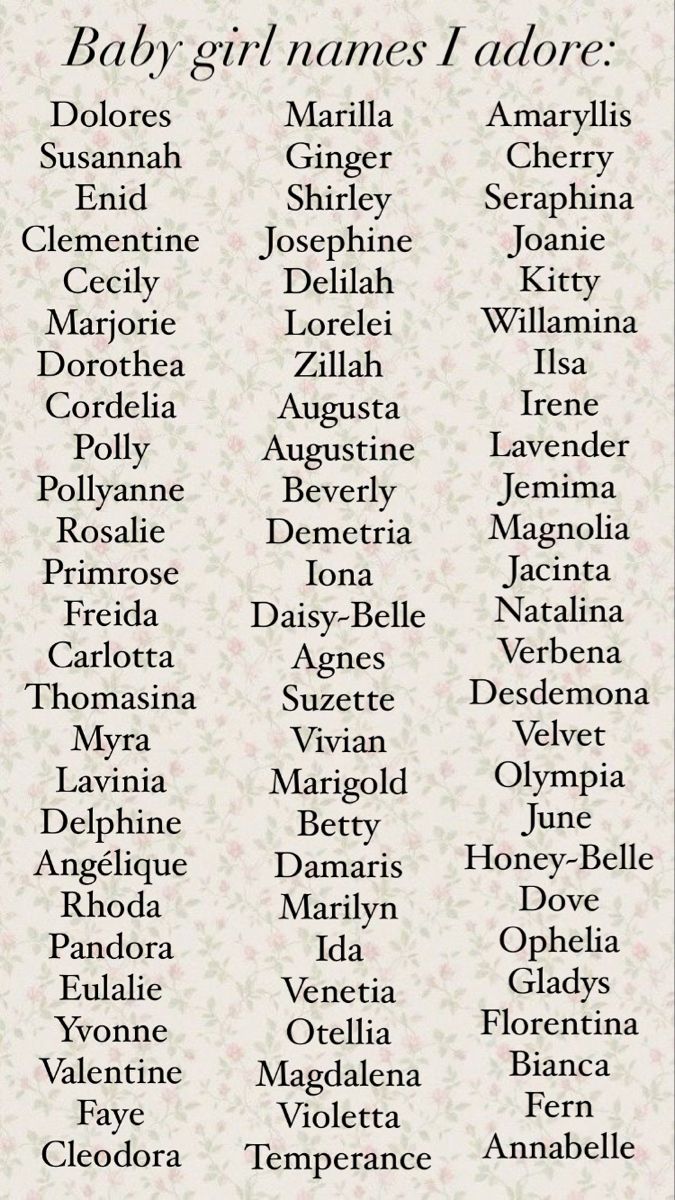 Baby girl names I adore:
Dolores
Susannah
Enid
Clementine
Cecily
Marjorie
Dorothea
Cordelia
Polly
Pollyanne
Rosalie
Primrose
Freida
Carlotta
Thomasina
Myra
Lavinia
Delphine
Angélique
Rhoda
Pandora
Eulalie
Yvonne
Valentine
Faye
Cleodora
Marilla
Ginger
Shirley
Josephine
Delilah
Lorelei
Zillah
Augusta
Augustine
Beverly
Demetria
Iona
Daisy-Belle
Agnes
Suzette
Vivian
Marigold
Betty
Damaris
Marilyn
Ida
Venetia
Otellia
Magdalena
Violetta
Temperance
Amaryllis
Cherry
Seraphina
Joanie
Kitty
Willamina
Ilsa
Irene
Lavender
Jemima
Magnolia
Jacinta
Natalina
Verbena
Desdemona
Velvet
Olympia
June
Honey-Belle
Dove
Ophelia
Gladys
Florentina
Bianca
Fern
Annabelle